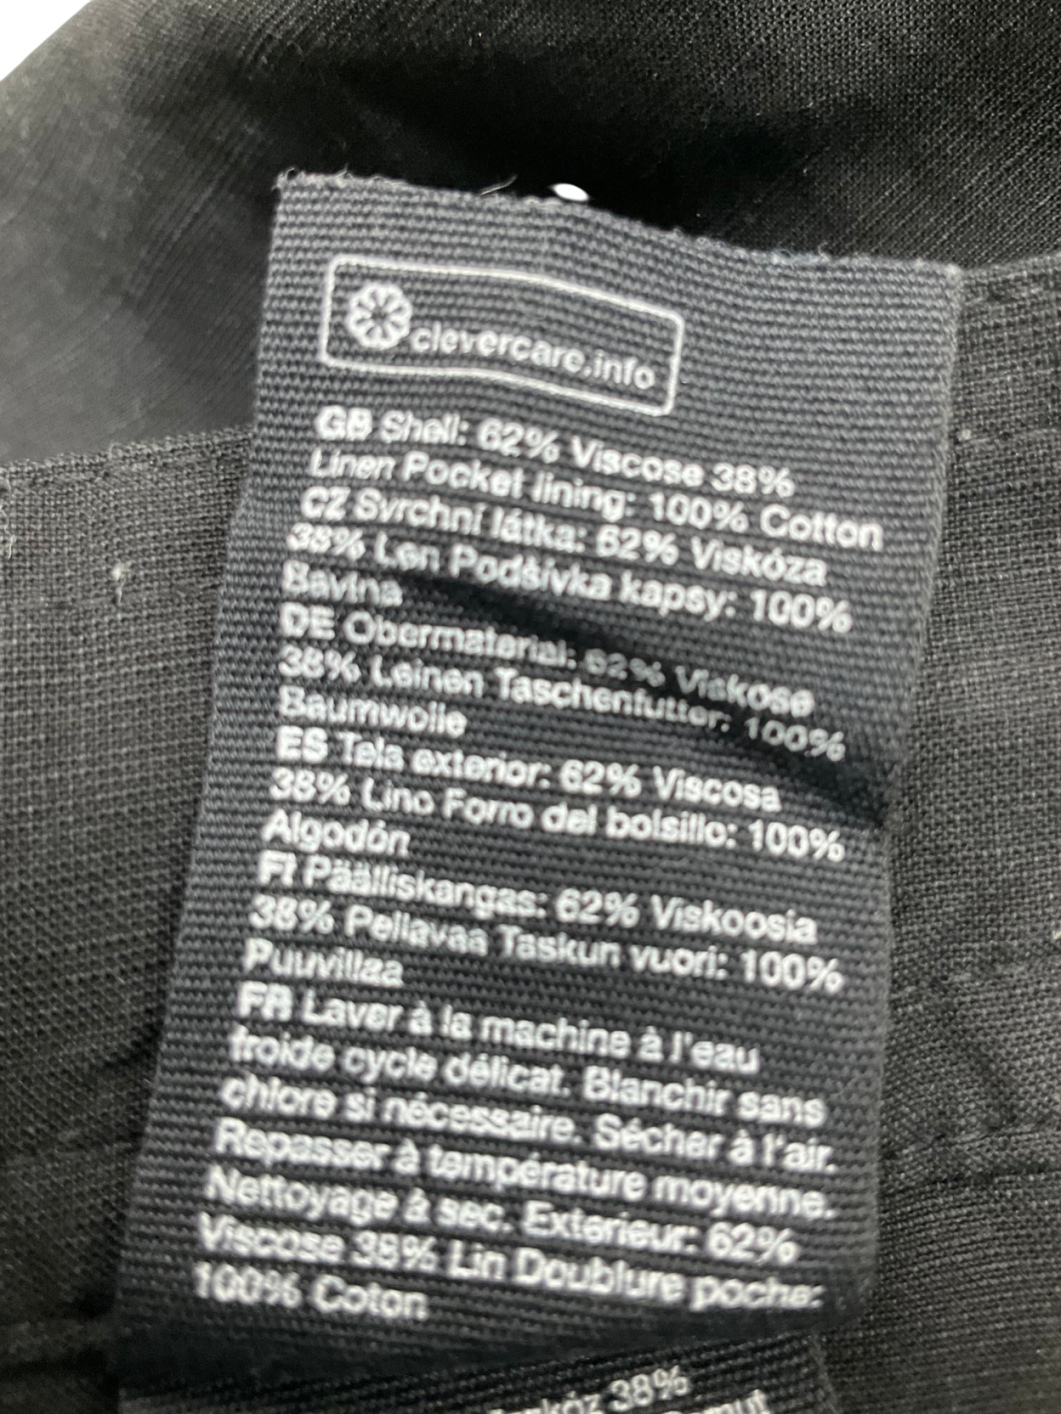 clevercare.info
GB Shell: 62% Viscose 38%
Linen Pocket lining: 100% Cotton
CZ Svrchní látka: 62% Viskóza
38% Len Podšívka kapsy: 100%
Bavlna
DE Obermaterial: 62% Viskose
38% Leinen Taschenfutter: 100%
Baumwolle
ES Tela exterior: 62% Viscosa
38% Lino Forro del bolsillo: 100%
Algodón
FI Päälliskangas: 62% Viskoosia
38% Pellavaa Taskun vuori: 100%
Puuvillaa
FR Laver à la machine à l'eau
froide cycle délicat. Blanchir sans
chlore si nécessaire. Sécher à l'air.
Repasser à température moyenne.
Nettoyage à sec. Exterieur: 62%
Viscose 38% Lin Doublure poche:
100% Coton
38%